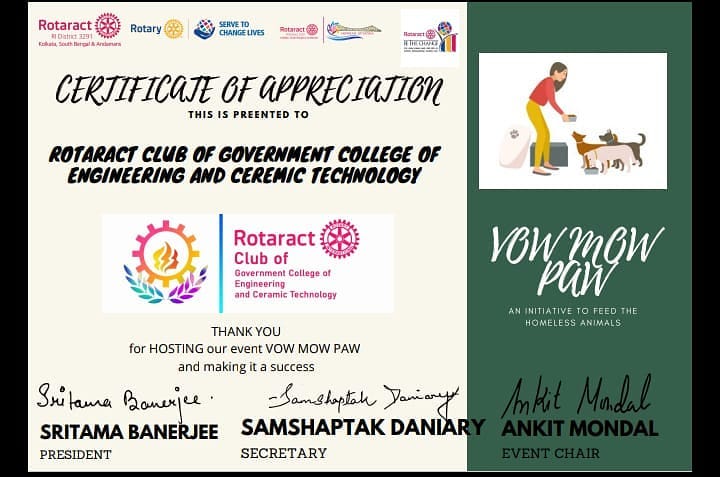 Rotaract
RI District 3291
Kolkata, South Bengal & Andamans
Rotary
SERVE TO
CHANGE LIVES
Rotaract
Rotaract
CERTIFICATE OF APPRECIATION
THIS IS PREENTED TO
ROTARACT CLUB OF GOVERNMENT COLLEGE OF
ENGINEERING AND CEREMIC TECHNOLOGY
Rotaract
Club of
Government College of
Engineering
and Ceramic Technology
THANK YOU
for HOSTING our event VOW MOW PAW
and making it a success
Sritama Banerjee.
SRITAMA BANERJEE
PRESIDENT
Samshaptak Daniary
SAMSHAPTAK DANIARY
SECRETARY
VOW MOW
PAW
AN INITIATIVE TO FEED THE
HOMELESS ANIMALS
Ankit Mondal
ANKIT MONDAL
EVENT CHAIR